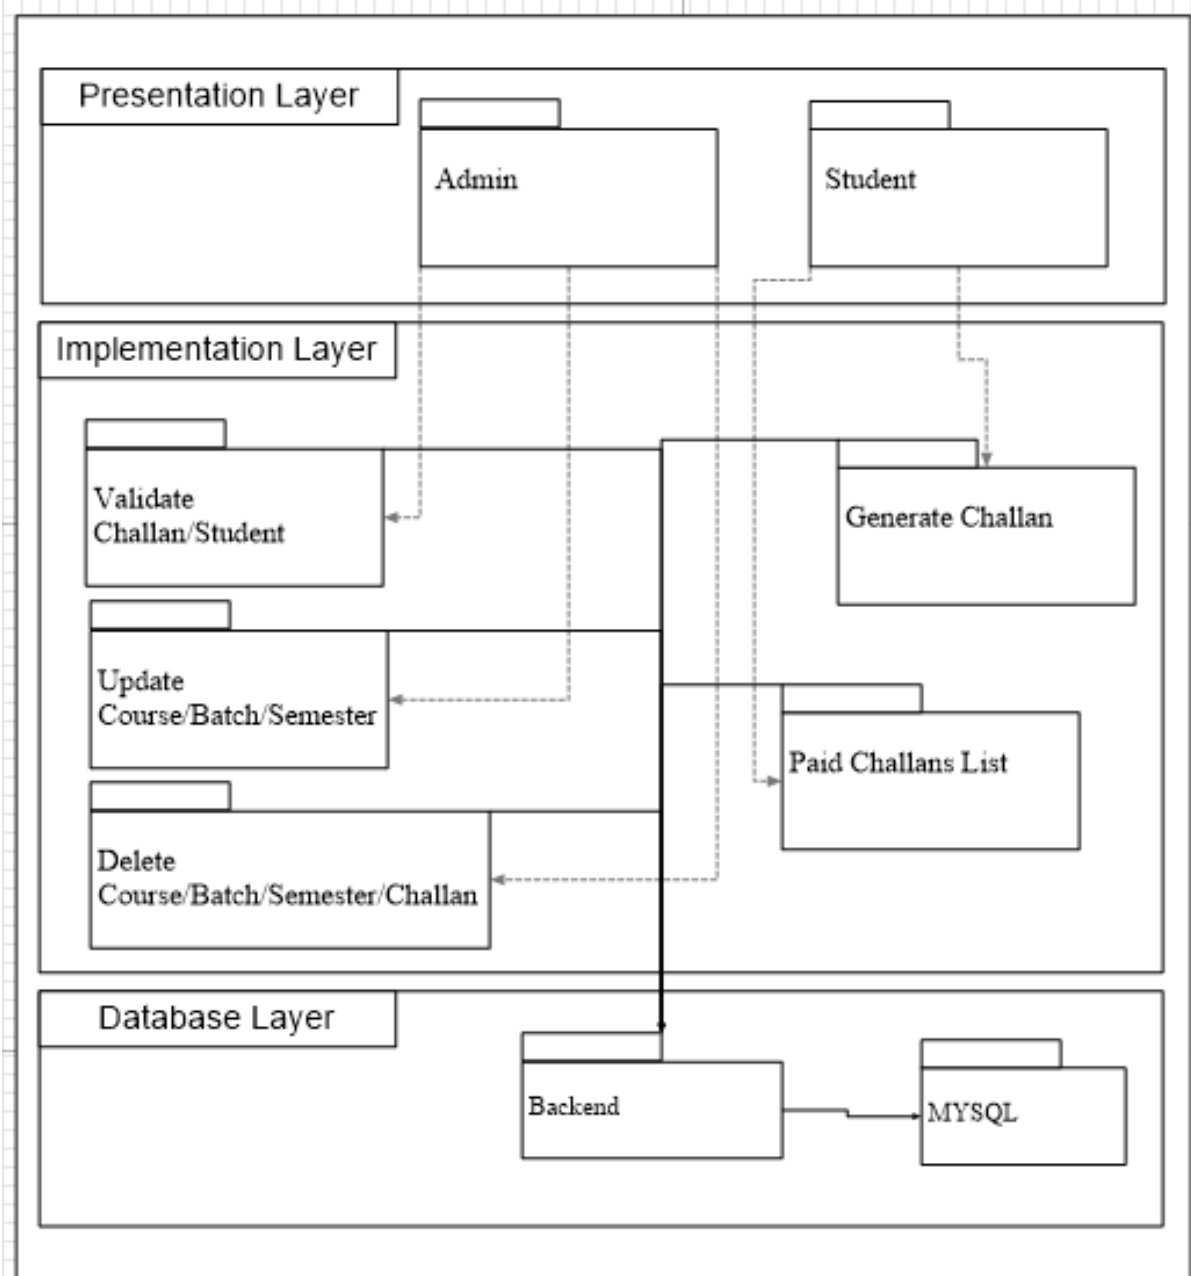 Presentation Layer
Admin
Student
Implementation Layer
Validate
Challan/Student
Generate Challan
Update
Course/Batch/Semester
Paid Challans List
Delete
Course/Batch/Semester/Challan
Database Layer
Backend
MYSQL